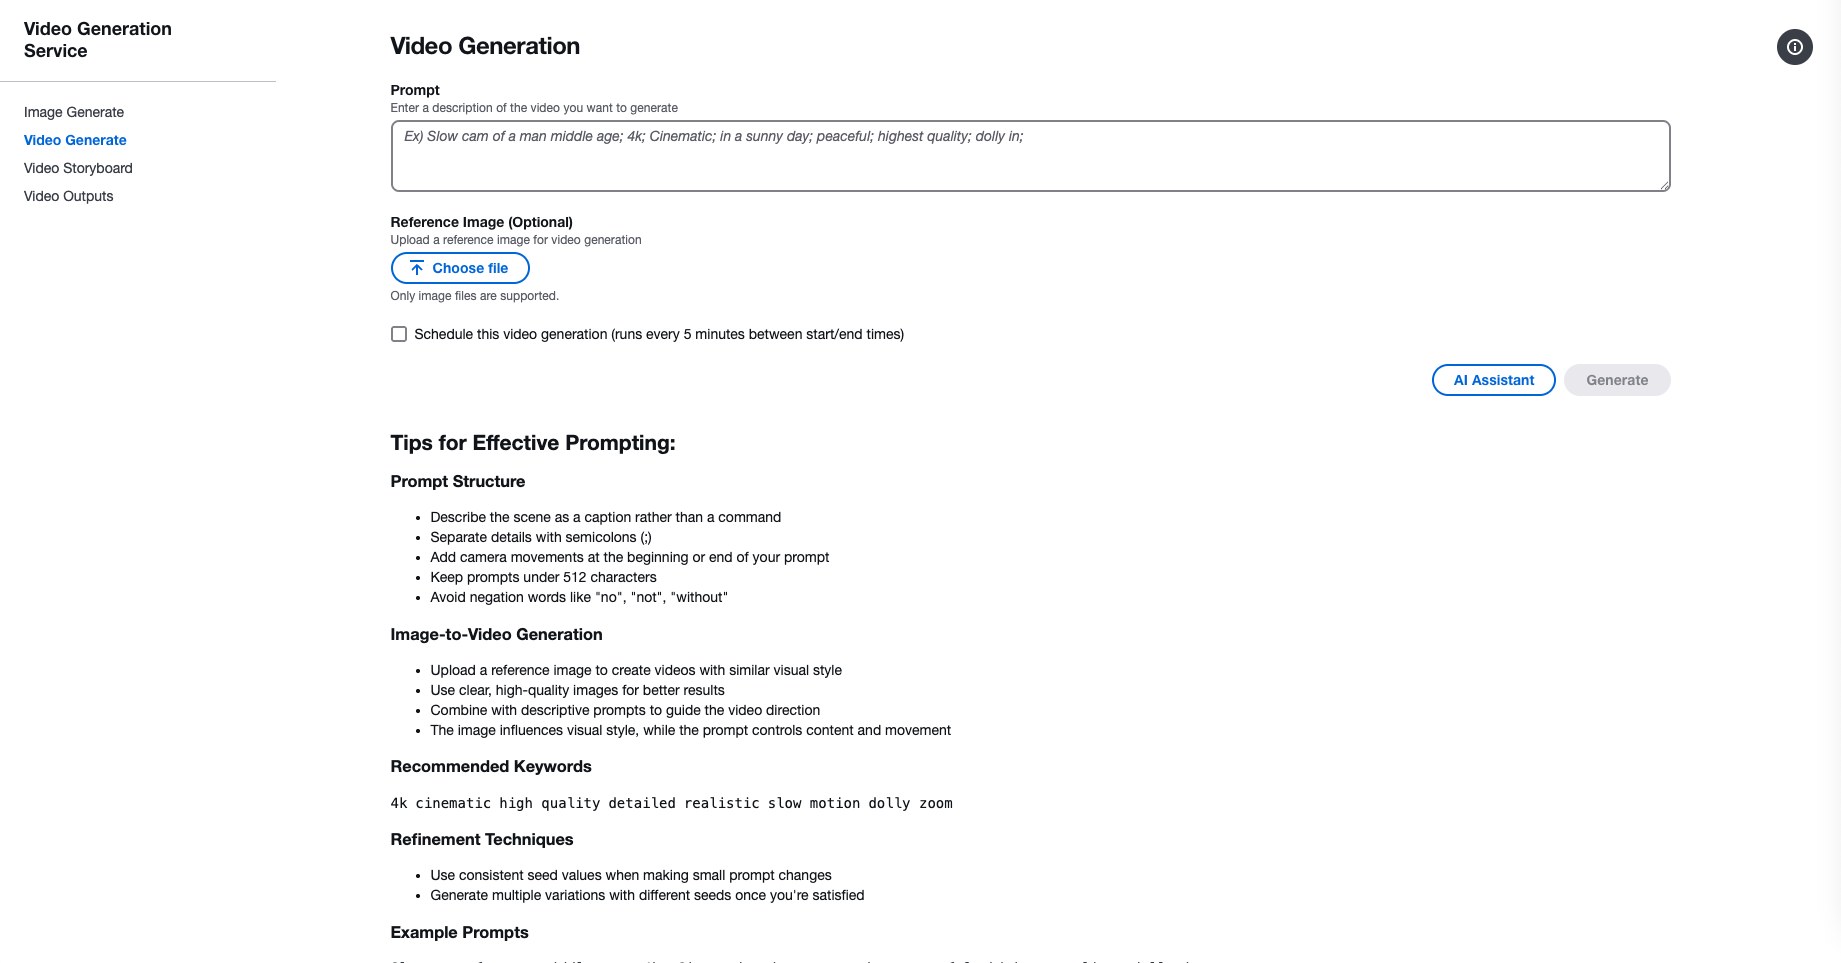 Video Generation
Service
Image Generate
Video Generate
Video Storyboard
Video Outputs
Video Generation
Prompt
Enter a description of the video you want to generate
Ex) Slow cam of a man middle age; 4k; Cinematic; in a sunny day; peaceful; highest quality; dolly in;
Reference Image (Optional)
Upload a reference image for video generation
Choose file
Only image files are supported.
Schedule this video generation (runs every 5 minutes between start/end times)
AI Assistant
Generate
Tips for Effective Prompting:
Prompt Structure
• Describe the scene as a caption rather than a command
• Separate details with semicolons (;)
• Add camera movements at the beginning or end of your prompt
• Keep prompts under 512 characters
• Avoid negation words like "no", "not", "without"
Image-to-Video Generation
• Upload a reference image to create videos with similar visual style
• Use clear, high-quality images for better results
• Combine with descriptive prompts to guide the video direction
• The image influences visual style, while the prompt controls content and movement
Recommended Keywords
4k cinematic high quality detailed realistic slow motion dolly zoom
Refinement Techniques
• Use consistent seed values when making small prompt changes
• Generate multiple variations with different seeds once you're satisfied
Example Prompts